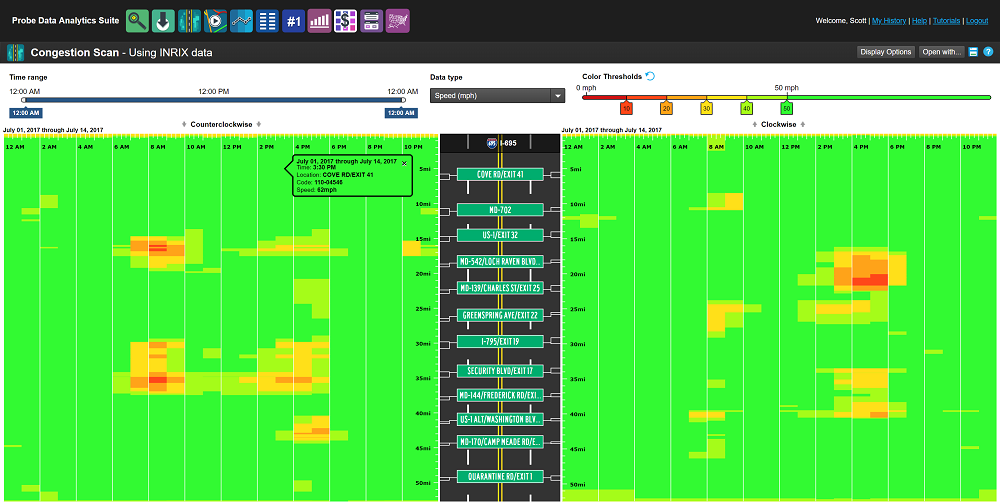 Probe Data Analytics Suite
#1
Welcome, Scott | My History | Help | Tutorials | Logout
Congestion Scan - Using INRIX data
Display Options
Open with...
?
Time range
12:00 AM 12:00 PM 12:00 AM
12:00 AM 12:00 AM
Data type
Speed (mph)
Color Thresholds
0 mph 50 mph
10 20 30 40 50
Counterclockwise
Clockwise
July 01, 2017 through July 14, 2017
July 01, 2017 through July 14, 2017
12 AM 2 AM 4 AM 6 AM 8 AM 10 AM 12 PM 2 PM 4 PM 6 PM 8 PM 10 PM
I-695
12 AM 2 AM 4 AM 6 AM 8 AM 10 AM 12 PM 2 PM 4 PM 6 PM 8 PM 10 PM
July 01, 2017 through July 14, 2017 ×
Time: 3:30 PM
Location: COVE RD/EXIT 41
Code: 110-04546
Speed: 62mph
5mi
10mi
15mi
20mi
25mi
30mi
35mi
40mi
45mi
50mi
COVE RD/EXIT 41
MD-702
US-1/EXIT 32
MD-542/LOCH RAVEN BLVD...
MD-139/CHARLES ST/EXIT 25
GREENSPRING AVE/EXIT 22
I-795/EXIT 19
SECURITY BLVD/EXIT 17
MD-144/FREDERICK RD/EXI...
US-1 ALT/WASHINGTON BLV...
MD-170/CAMP MEADE RD/E...
QUARANTINE RD/EXIT 1
5mi
10mi
15mi
20mi
25mi
30mi
35mi
40mi
45mi
50mi